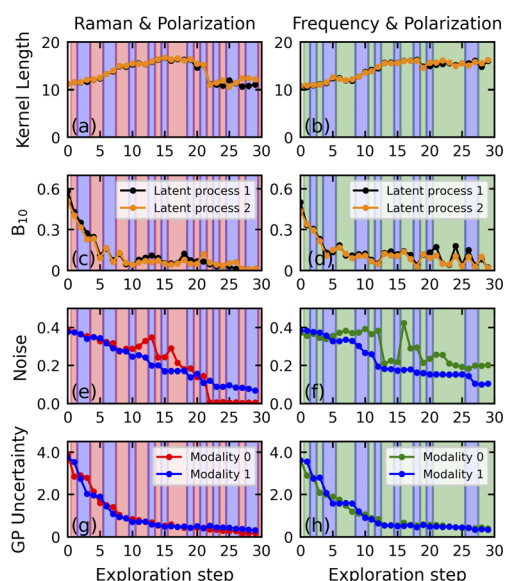 Raman & Polarization
Frequency & Polarization
Kernel Length
20
10
0
(a)
0 5 10 15 20 25 30
20
10
0
(b)
0 5 10 15 20 25 30
B10
0.6
0.3
0
Latent process 1
Latent process 2
(c)
0 5 10 15 20 25 30
0.6
0.3
0
Latent process 1
Latent process 2
(d)
0 5 10 15 20 25 30
Noise
0.4
0.2
0.0
(e)
0 5 10 15 20 25 30
0.4
0.2
0.0
(f)
0 5 10 15 20 25 30
GP Uncertainty
4.0
2.0
0
Modality 0
Modality 1
(g)
0 5 10 15 20 25 30
Exploration step
4.0
2.0
0
Modality 0
Modality 1
(h)
0 5 10 15 20 25 30
Exploration step